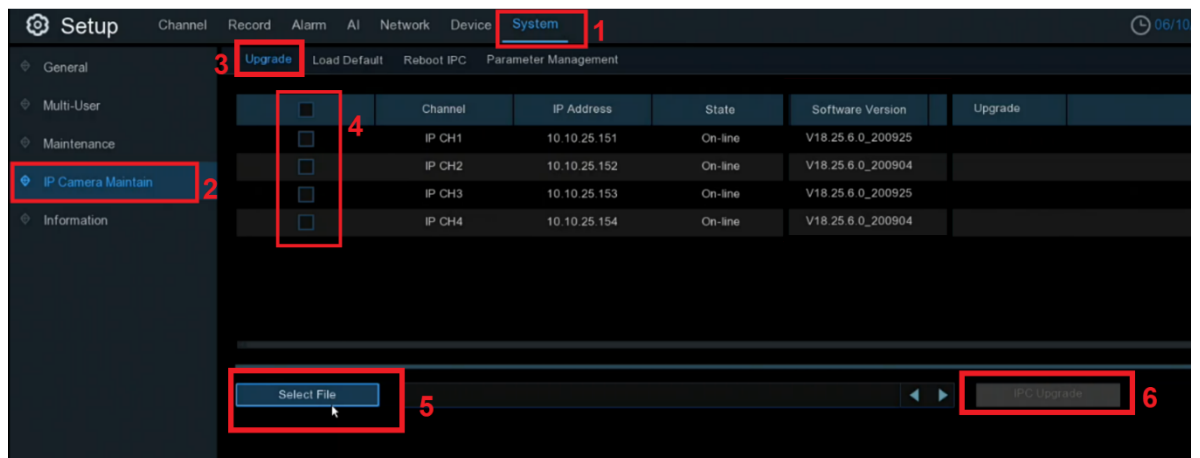 Setup Channel Record Alarm AI Network Device System 1 06/10
General
Multi-User
Maintenance
IP Camera Maintain 2
Information
3 Upgrade Load Default Reboot IPC Parameter Management
Channel IP Address State Software Version Upgrade
4
IP CH1 10.10.25.151 On-line V18.25.6.0_200925
IP CH2 10.10.25.152 On-line V18.25.6.0_200904
IP CH3 10.10.25.153 On-line V18.25.6.0_200925
IP CH4 10.10.25.154 On-line V18.25.6.0_200904
Select File 5 IPC Upgrade 6